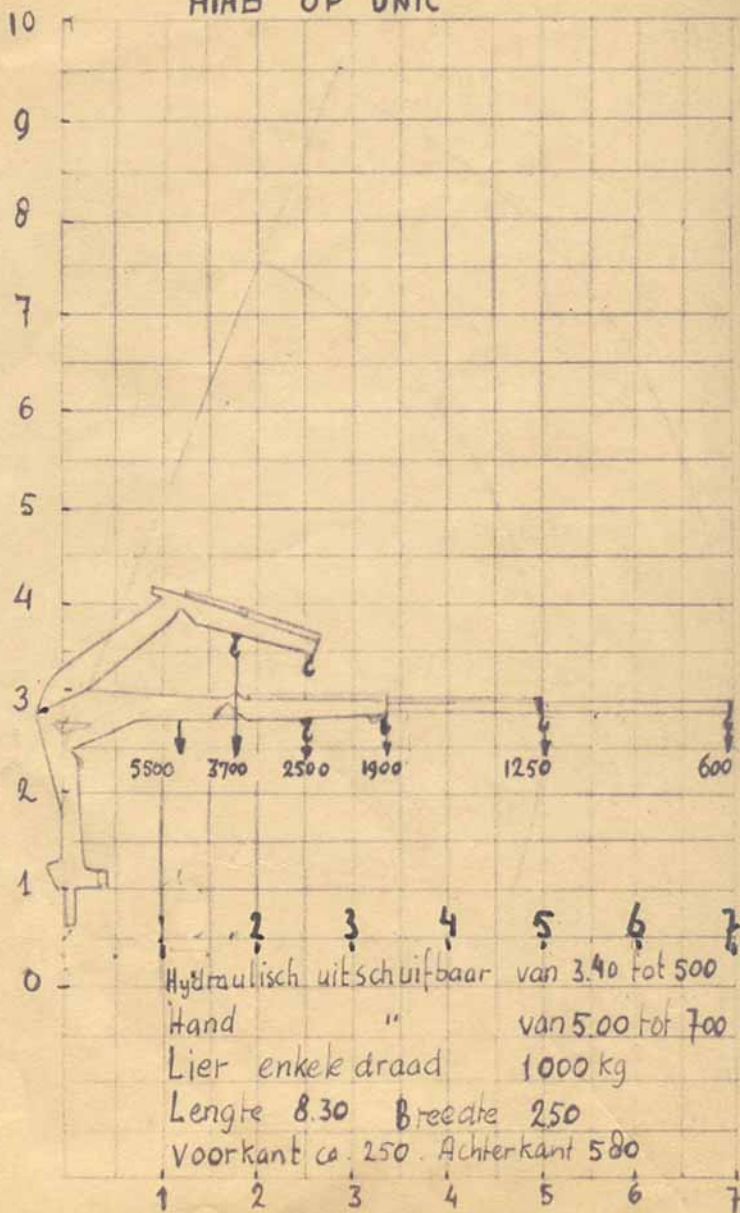 HIAB OP UNIC
10
9
8
7
6
5
4
3
5500 3700 2500 1900 1250 600
2
1
2 3 4 5 6 7
0
Hydraulisch uitschuifbaar van 3.40 tot 500
Hand " van 5.00 tot 700
Lier enkele draad 1000 kg
Lengte 8.30 Breedte 250
Voorkant ca. 250. Achterkant 580
1 2 3 4 5 6 7